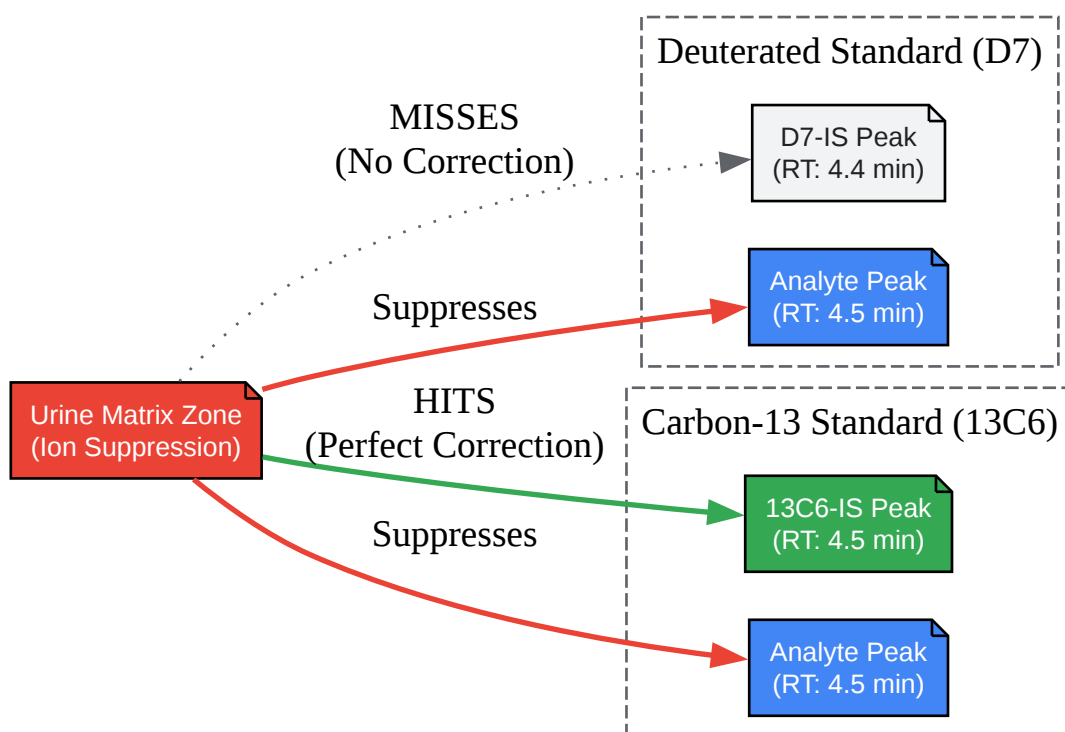 Deuterated Standard (D7)
MISSES
(No Correction)
D7-IS Peak
(RT: 4.4 min)
Suppresses
Analyte Peak
(RT: 4.5 min)
Urine Matrix Zone
(Ion Suppression)
HITS
(Perfect Correction)
Carbon-13 Standard (13C6)
13C6-IS Peak
(RT: 4.5 min)
Suppresses
Analyte Peak
(RT: 4.5 min)